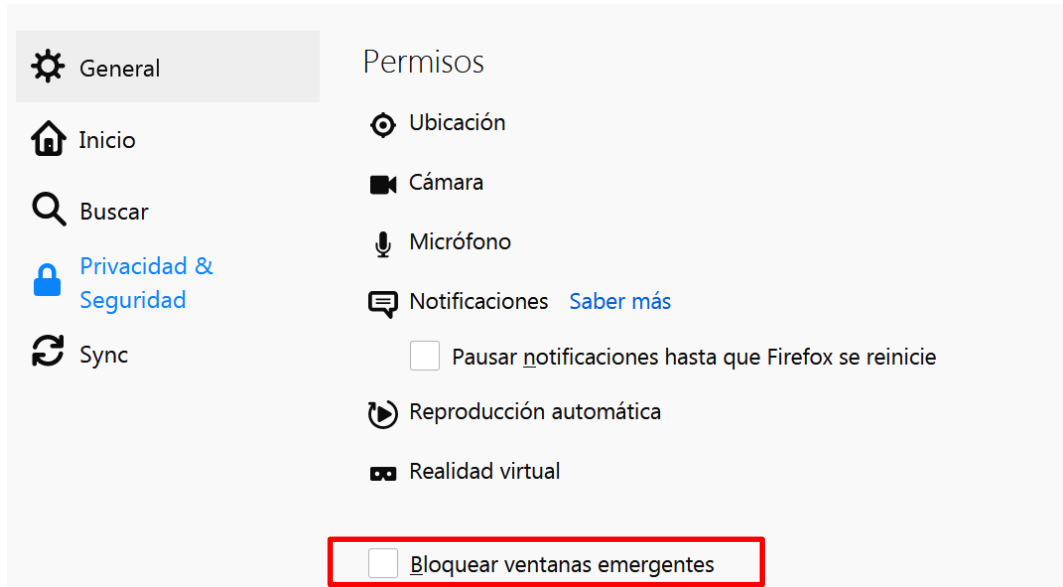 General
Inicio
Buscar
Privacidad &
Seguridad
Sync
Permisos
Ubicación
Cámara
Micrófono
Notificaciones Saber más
Pausar notificaciones hasta que Firefox se reinicie
Reproducción automática
Realidad virtual
Bloquear ventanas emergentes